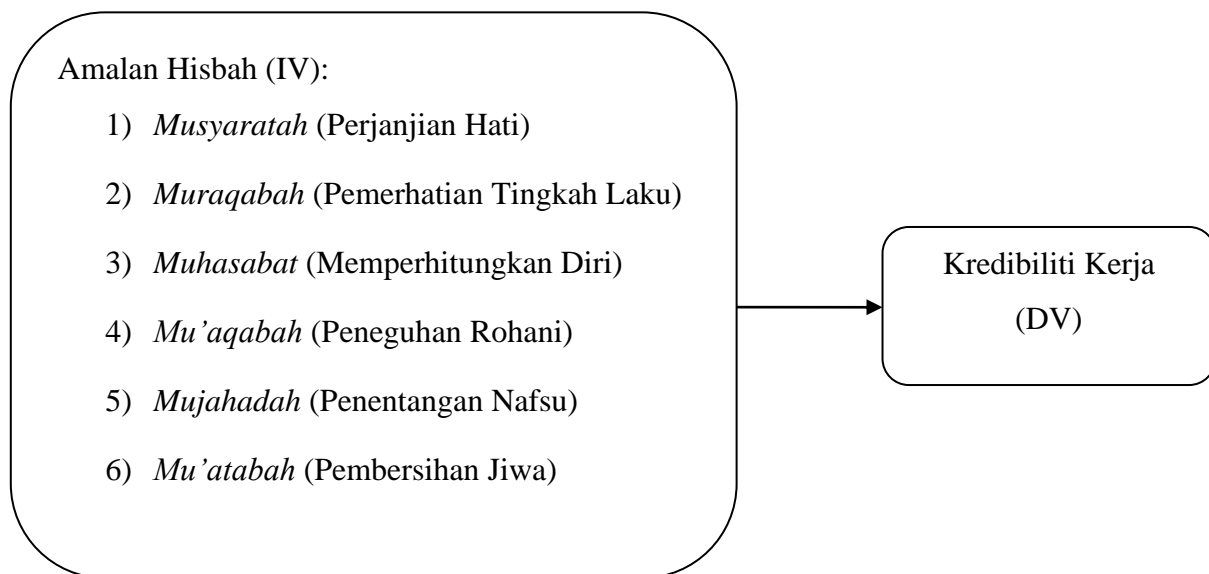 Amalan Hisbah (IV):
1) Musyaratah (Perjanjian Hati)
2) Muraqabah (Pemerhatian Tingkah Laku)
3) Muhasabat (Memperhitungkan Diri)
4) Mu’aqabah (Peneguhan Rohani)
5) Mujahadah (Penentangan Nafsu)
6) Mu’atabah (Pembersihan Jiwa)
Kredibiliti Kerja
(DV)